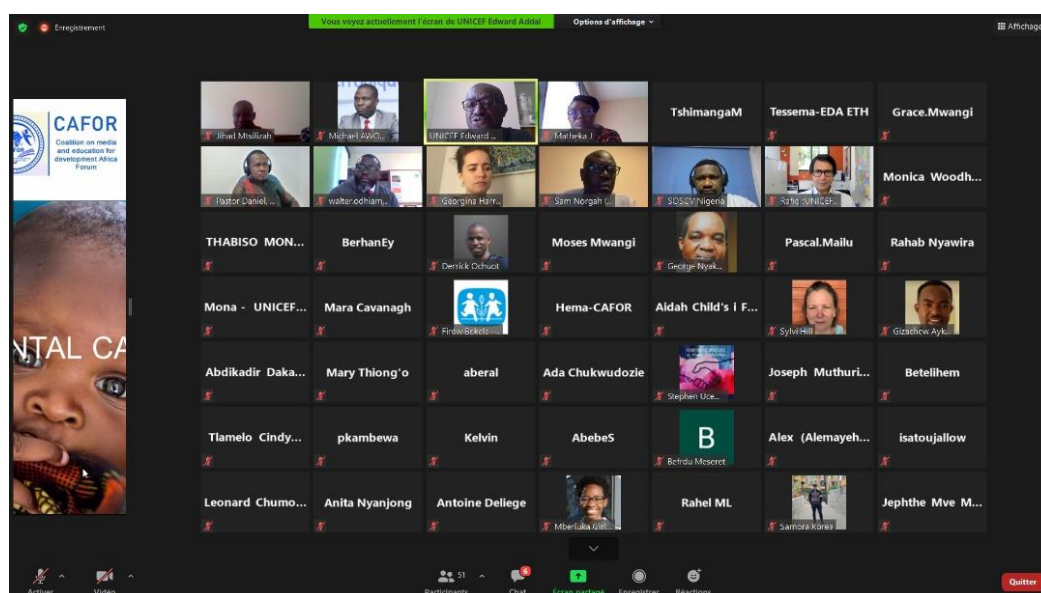 Enregistrement
Vous voyez actuellement l'écran de UNICEF Edward Addai
Options d'affichage
Affichage
CAFOR
Coalition on media
and education for
development Africa
Forum
NTAL CA
Jihad Mtsilizah
Michael AWO...
UNICEF Edward ...
Matheka J
TshimangaM
Tessema-EDA ETH
Grace.Mwangi
Pastor Daniel, ...
walter.odhiam...
Georgina Harr...
Sam Norgah (...
SOSCV Nigeria
Rafiq :UNICEF...
Monica Woodh...
THABISO MON...
BerhanEy
Derrick Ochuot
Moses Mwangi
George Nyak...
Pascal.Mailu
Rahab Nyawira
Mona - UNICEF...
Mara Cavanagh
Hema-CAFOR
Aidah Child's i F...
Sylvi Hill
Gizachew Ayk...
Abdikadir Daka...
Mary Thiong'o
aberal
Ada Chukwudozie
Stephen Uce...
Joseph Muthuri...
Betelihem
Tlamelo Cindy...
pkambewa
Kelvin
AbebeS
B
Befrdu Meseret
Alex (Alemayeh...
isatoujallow
Leonard Chumo...
Anita Nyanjong
Antoine Deliege
Rahel ML
Samora Korea
Jephthe Mve M...
Activer
Vidéo
51
Participants
6
Chat
Écran partagé
Enregistrer
Réactions
Quitter